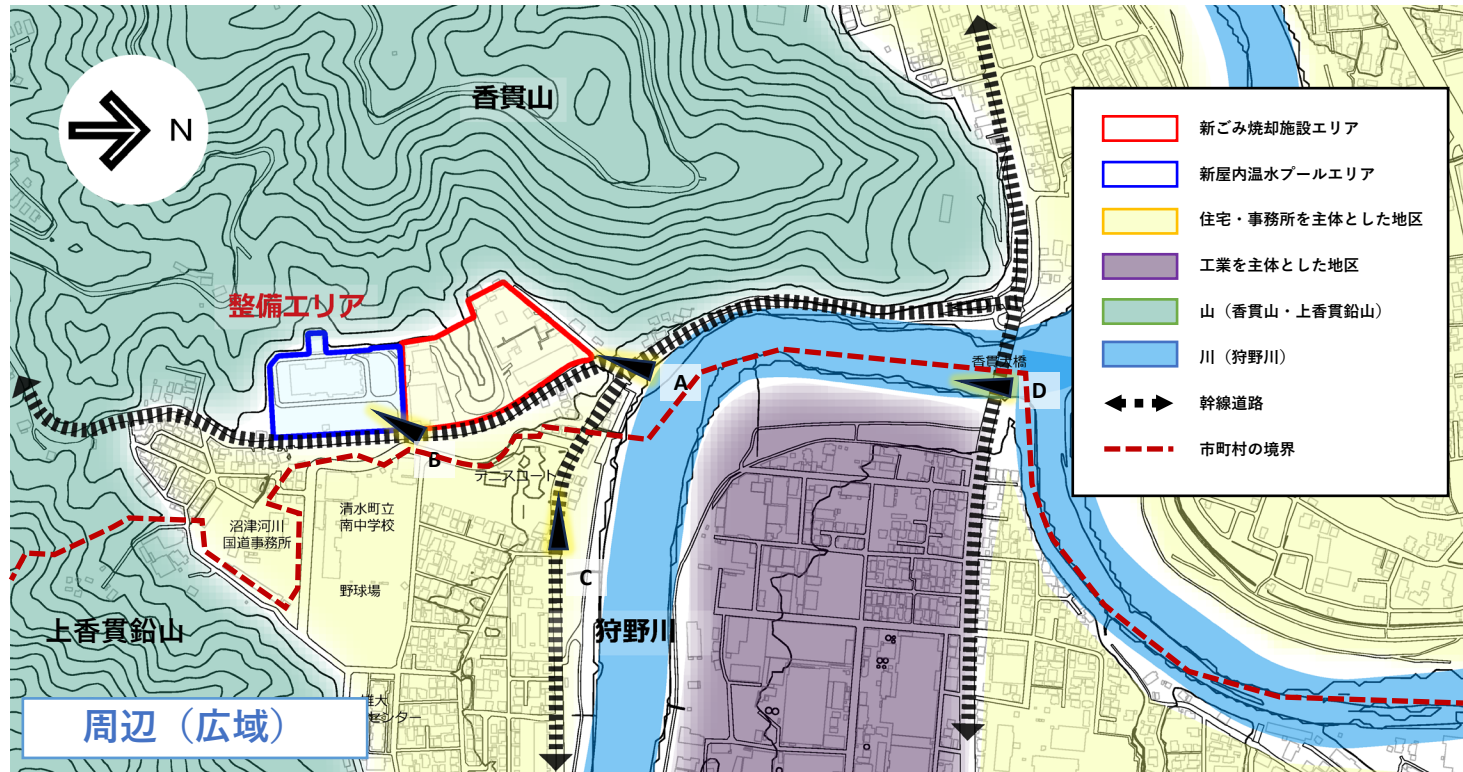 香貫山
N
新ごみ焼却施設エリア
新屋内温水プールエリア
住宅・事務所を主体とした地区
工業を主体とした地区
山（香貫山・上香貫鉛山）
川（狩野川）
幹線道路
市町村の境界
整備エリア
香貫大橋
A
D
B
テニスコート
清水町立
南中学校
沼津河川
国道事務所
野球場
C
上香貫鉛山
狩野川
センター
周辺（広域）